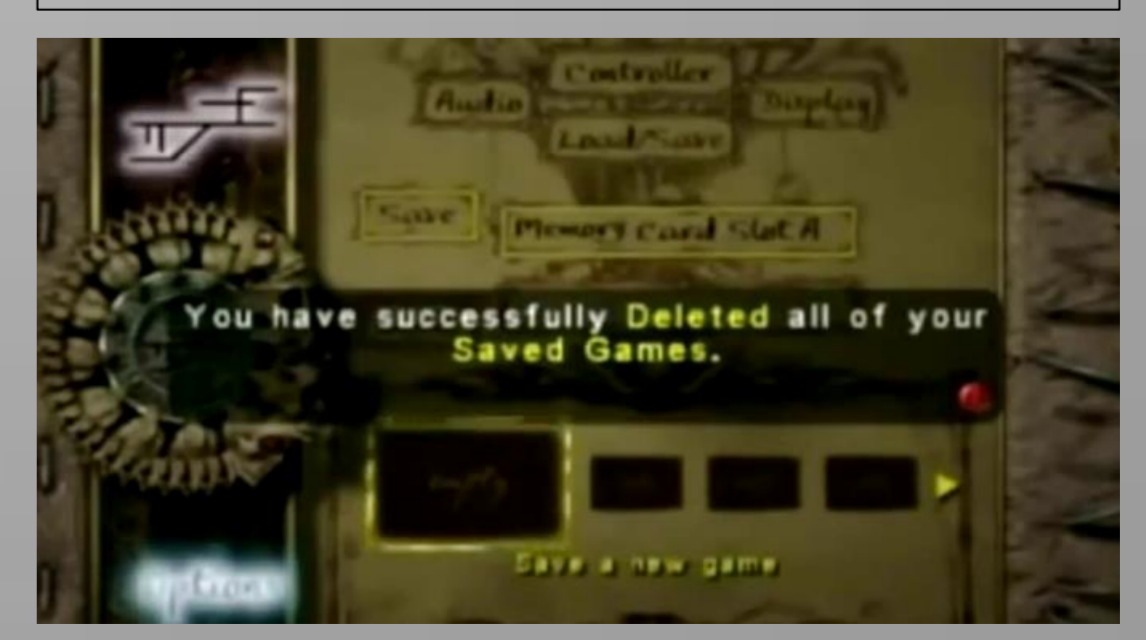 Controller
Audio
Display
Load/Save
Save
Memory Card Slot A
You have successfully Deleted all of your
Saved Games.
empty
Save a new game